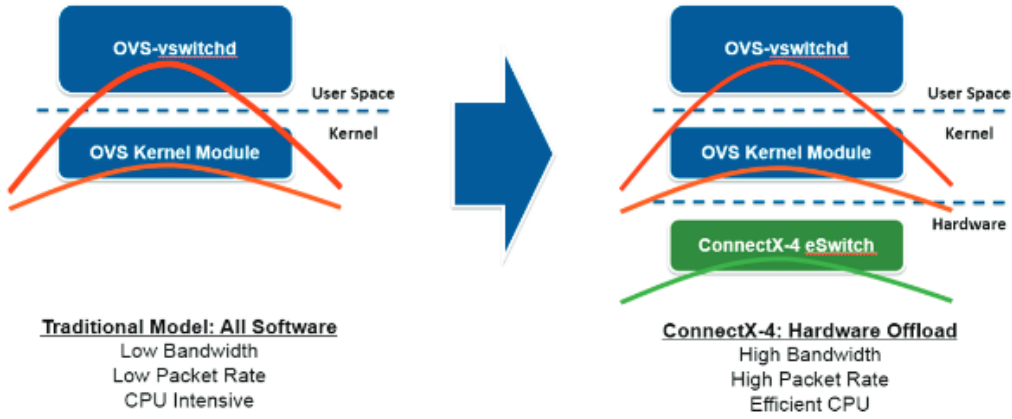 OVS-vswitchd
User Space
Kernel
OVS Kernel Module
Traditional Model: All Software
Low Bandwidth
Low Packet Rate
CPU Intensive
OVS-vswitchd
User Space
Kernel
OVS Kernel Module
Hardware
ConnectX-4 eSwitch
ConnectX-4: Hardware Offload
High Bandwidth
High Packet Rate
Efficient CPU